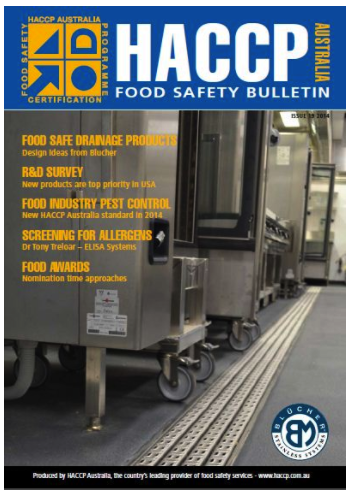 HACCP AUSTRALIA
FOOD SAFETY
PROGRAMME
CERTIFICATION
HACCP
AUSTRALIA
FOOD SAFETY BULLETIN
2014
FOOD SAFE DRAINAGE PRODUCTS
Design ideas from Blucher
R&D SURVEY
New products are top priority in USA
FOOD INDUSTRY PEST CONTROL
New HACCP Australia standard in 2014
SCREENING FOR ALLERGENS
Dr Tony Treloar – ELISA Systems
FOOD AWARDS
Nomination time approaches
BLÜCHER
BM
STAINLESS SYSTEMS
Produced by HACCP Australia, the country's leading provider of food safety services - www.haccp.com.au